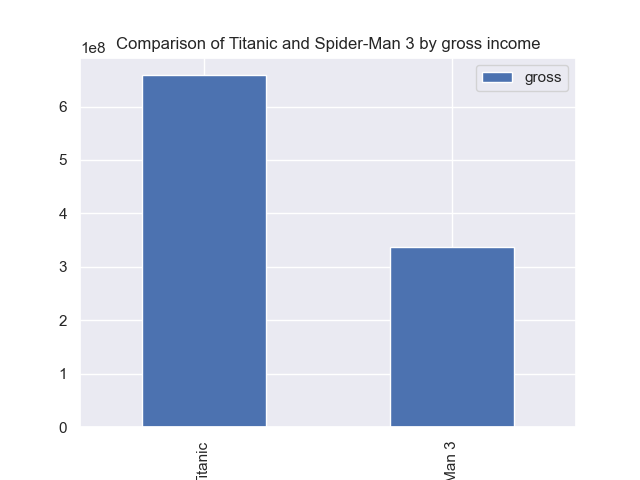 Comparison of Titanic and Spider-Man 3 by gross income
1e8
gross
6
5
4
3
2
1
0
Titanic
Man 3